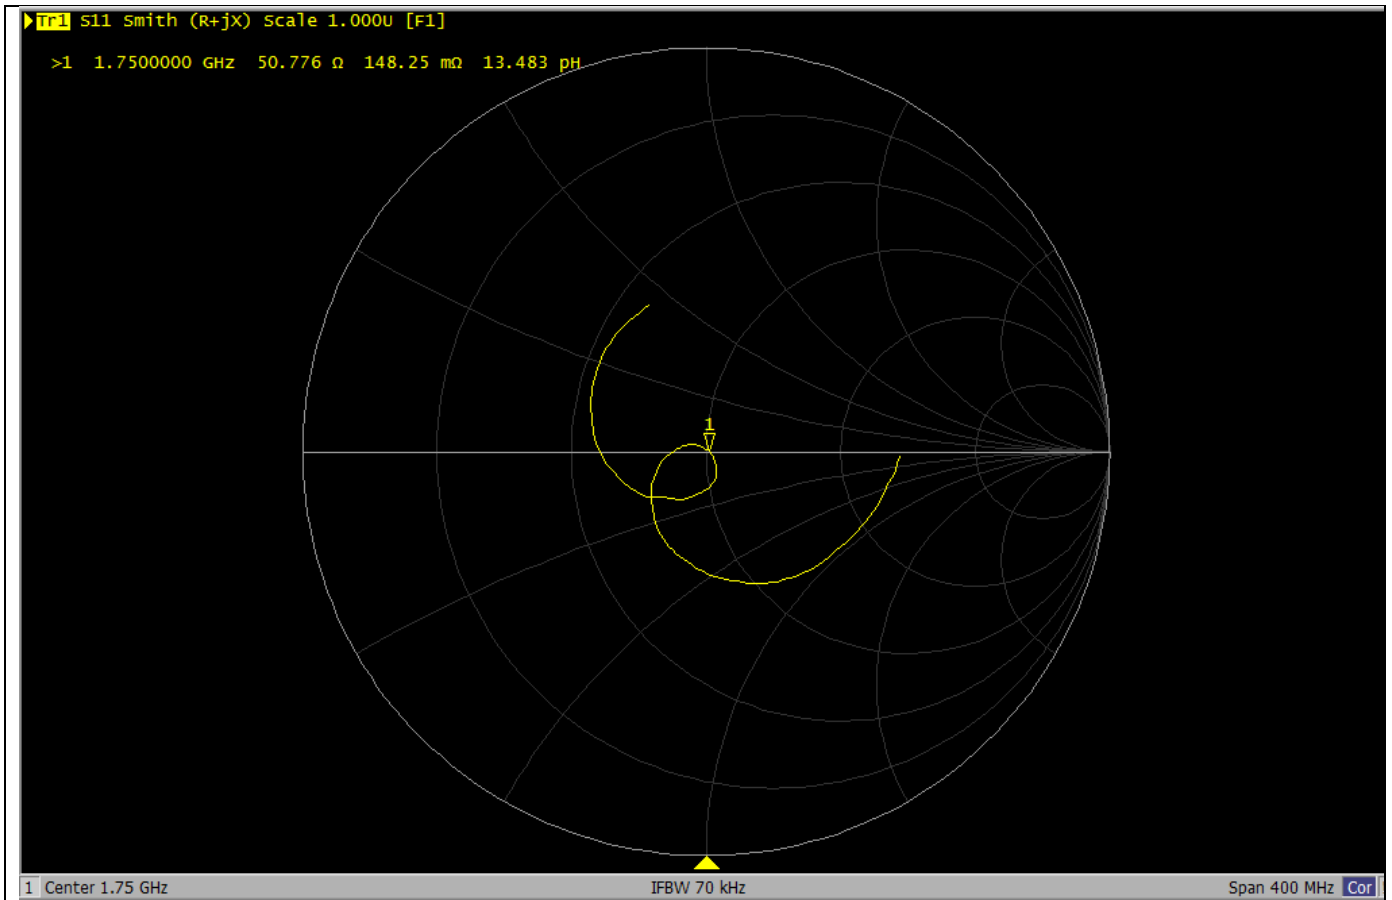 Tr1 S11 Smith (R+jX) Scale 1.000U [F1]
>1 1.7500000 GHz 50.776 Ω 148.25 mΩ 13.483 pH
1
1 Center 1.75 GHz IFBW 70 kHz Span 400 MHz Cor